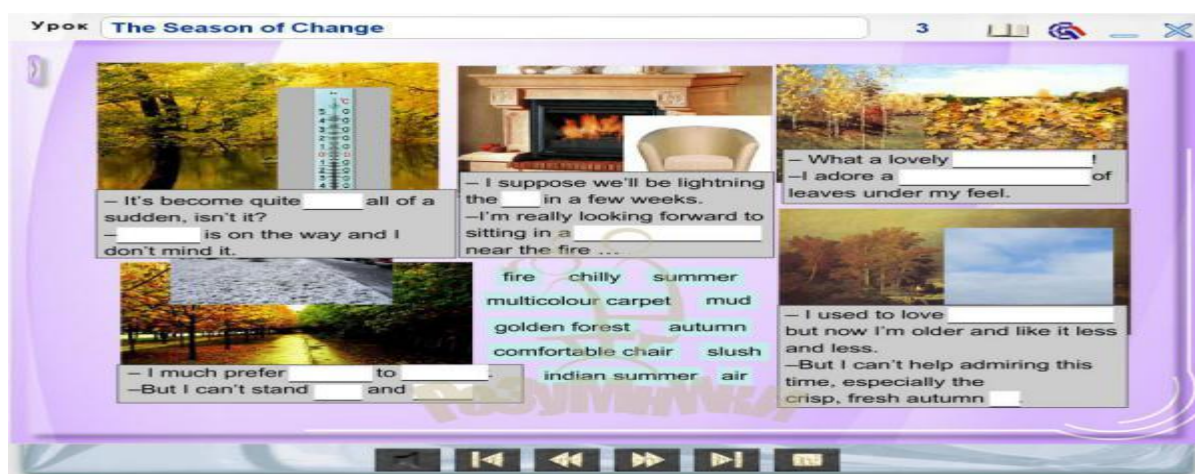 Урок The Season of Change 3
– It's become quite all of a
sudden, isn't it?
– is on the way and I
don't mind it.
– I suppose we'll be lightning
the in a few weeks.
–I'm really looking forward to
sitting in a
near the fire ...
– What a lovely !
–I adore a of
leaves under my feel.
– I much prefer to .
–But I can't stand and
fire chilly summer
multicolour carpet mud
golden forest autumn
comfortable chair slush
indian summer air
– I used to love
but now I'm older and like it less
and less.
–But I can't help admiring this
time, especially the
crisp, fresh autumn .